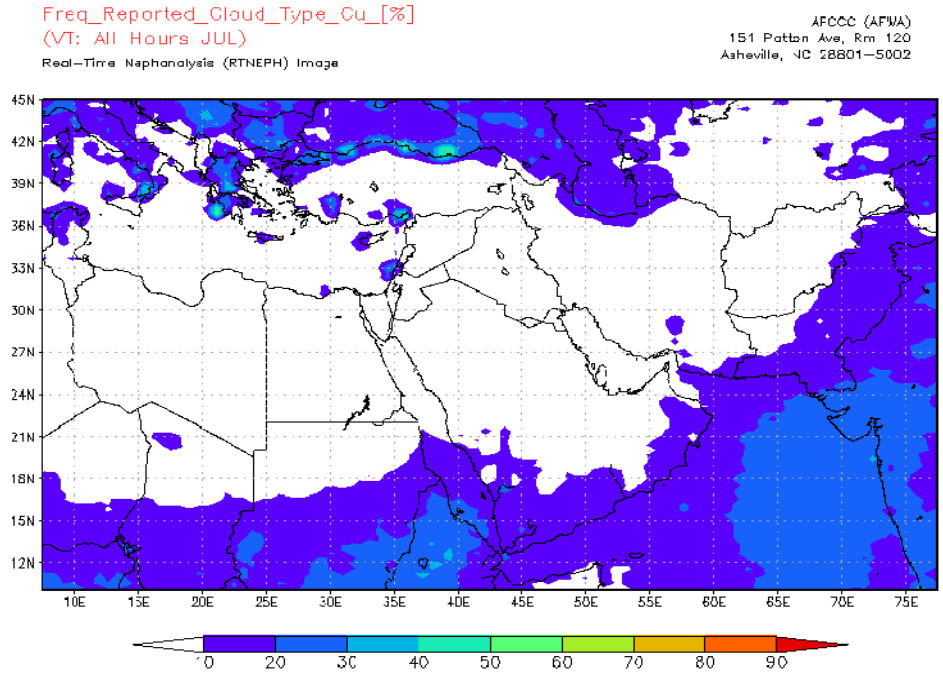 Freq_Reported_Cloud_Type_Cu_[%]
(VT: All Hours JUL)
Real-Time Nephanalysis (RTNEPH) Image
AFCCC (AFWA)
151 Patton Ave, Rm 120
Asheville, NC 28801-5002
45N
42N
39N
36N
33N
30N
27N
24N
21N
18N
15N
12N
10E 15E 20E 25E 30E 35E 40E 45E 50E 55E 60E 65E 70E 75E
10 20 30 40 50 60 70 80 90